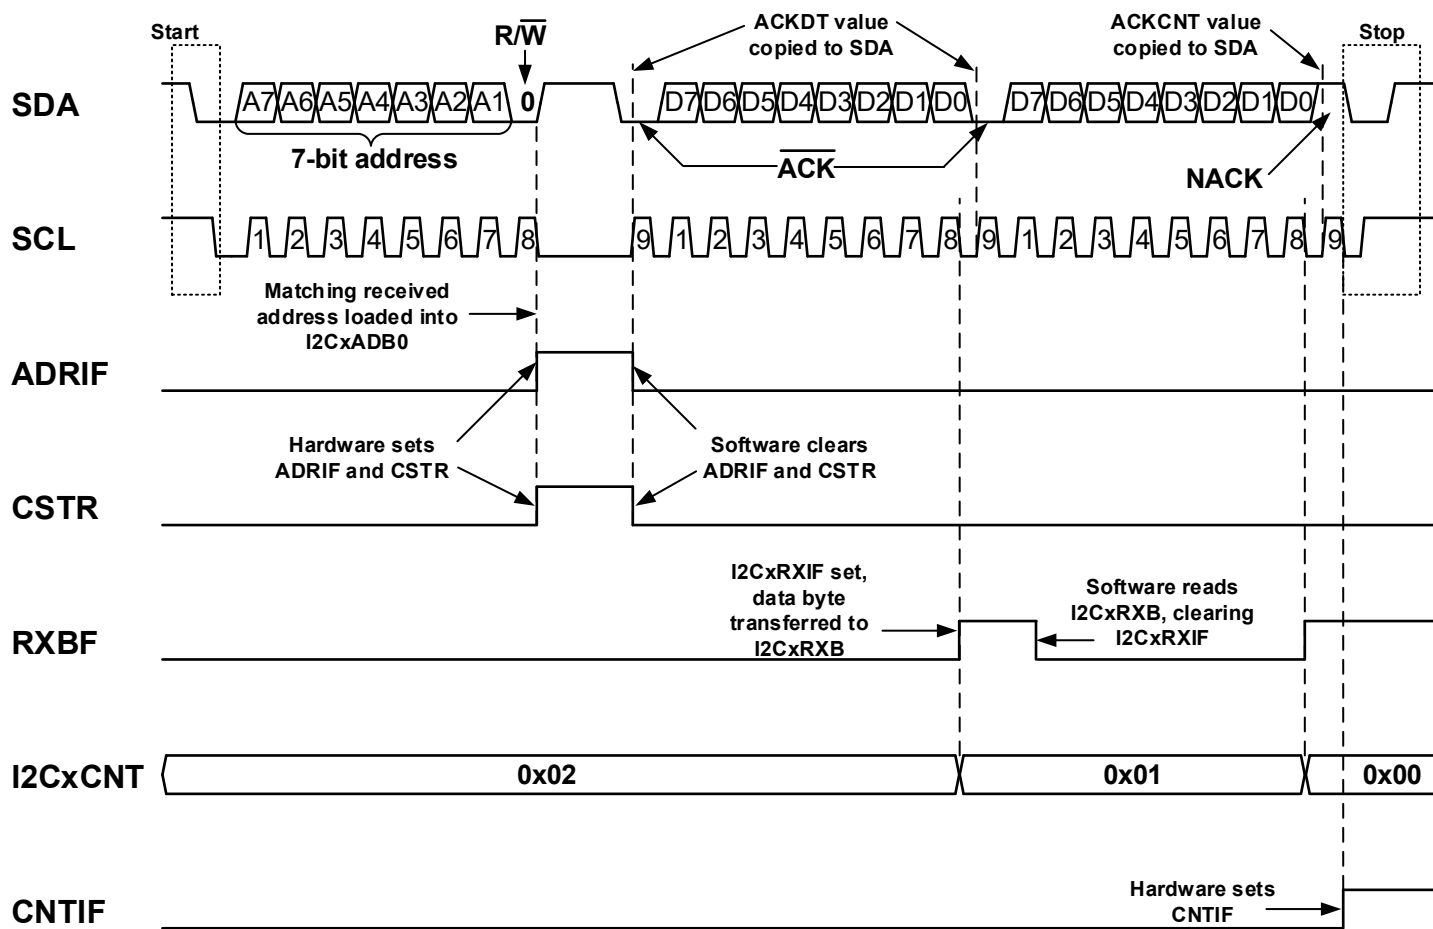 Start
R/W
ACKDT value
copied to SDA
ACKCNT value
copied to SDA
Stop
SDA
A7 A6 A5 A4 A3 A2 A1 0 D7 D6 D5 D4 D3 D2 D1 D0 D7 D6 D5 D4 D3 D2 D1 D0
7-bit address
ACK
NACK
SCL
1 2 3 4 5 6 7 8 9 1 2 3 4 5 6 7 8 9 1 2 3 4 5 6 7 8 9
Matching received
address loaded into
I2CxADB0
ADRIF
Hardware sets
ADRIF and CSTR
Software clears
ADRIF and CSTR
CSTR
I2CxRXIF set,
data byte
transferred to
I2CxRXB
Software reads
I2CxRXB, clearing
I2CxRXIF
RXBF
I2CxCNT
0x02 0x01 0x00
Hardware sets
CNTIF
CNTIF